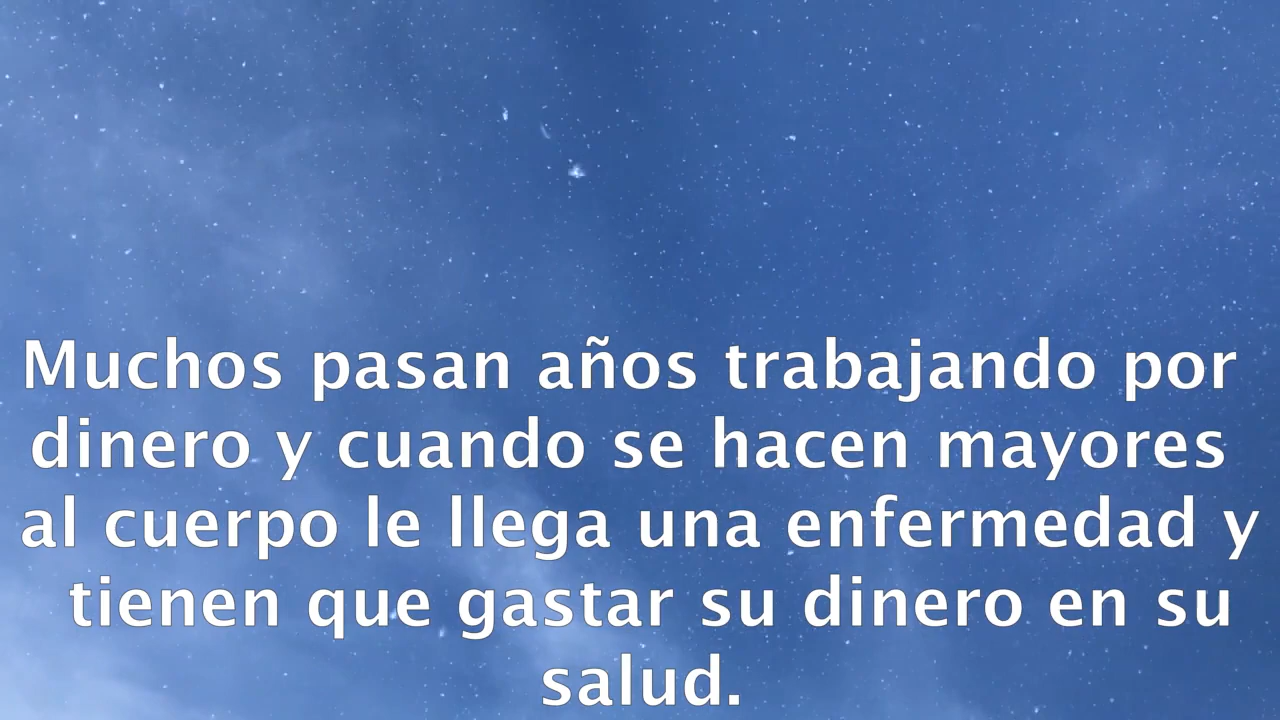 Muchos pasan años trabajando por
dinero y cuando se hacen mayores
al cuerpo le llega una enfermedad y
tienen que gastar su dinero en su
salud.